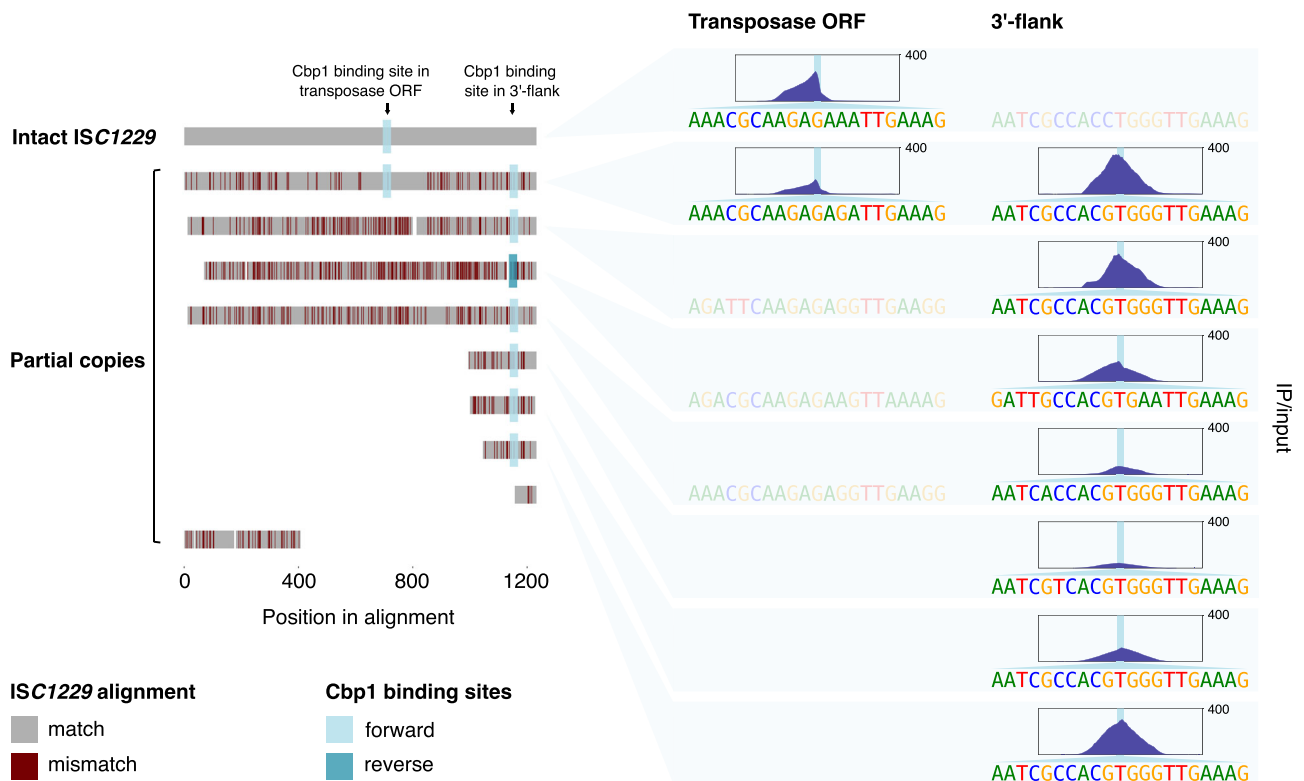 Transposase ORF
3'-flank
Cbp1 binding site in
transposase ORF
Cbp1 binding
site in 3'-flank
Intact ISC1229
400
AAACGCAAGAGAAATTGAAAG
AATCGCCACCTGGGTTGAAAG
400
400
AAACGCAAGAGAGATTGAAAG
AATCGCCACGTGGGTTGAAAG
400
AGATTCAAGAGAGGTTGAAGG
AATCGCCACGTGGGTTGAAAG
Partial copies
400
AGACGCAAGAGAAGTTAAAAG
GATTGCCACGTGAATTGAAAG
400
AAACGCAAGAGAGGTTGAAGG
AATCACCACGTGGGTTGAAAG
400
AATCGTCACGTGGGTTGAAAG
400
AATCGCCACGTGGGTTGAAAG
400
AATCGCCACGTGGGTTGAAAG
IP/input
0
400
800
1200
Position in alignment
ISC1229 alignment
match
mismatch
Cbp1 binding sites
forward
reverse